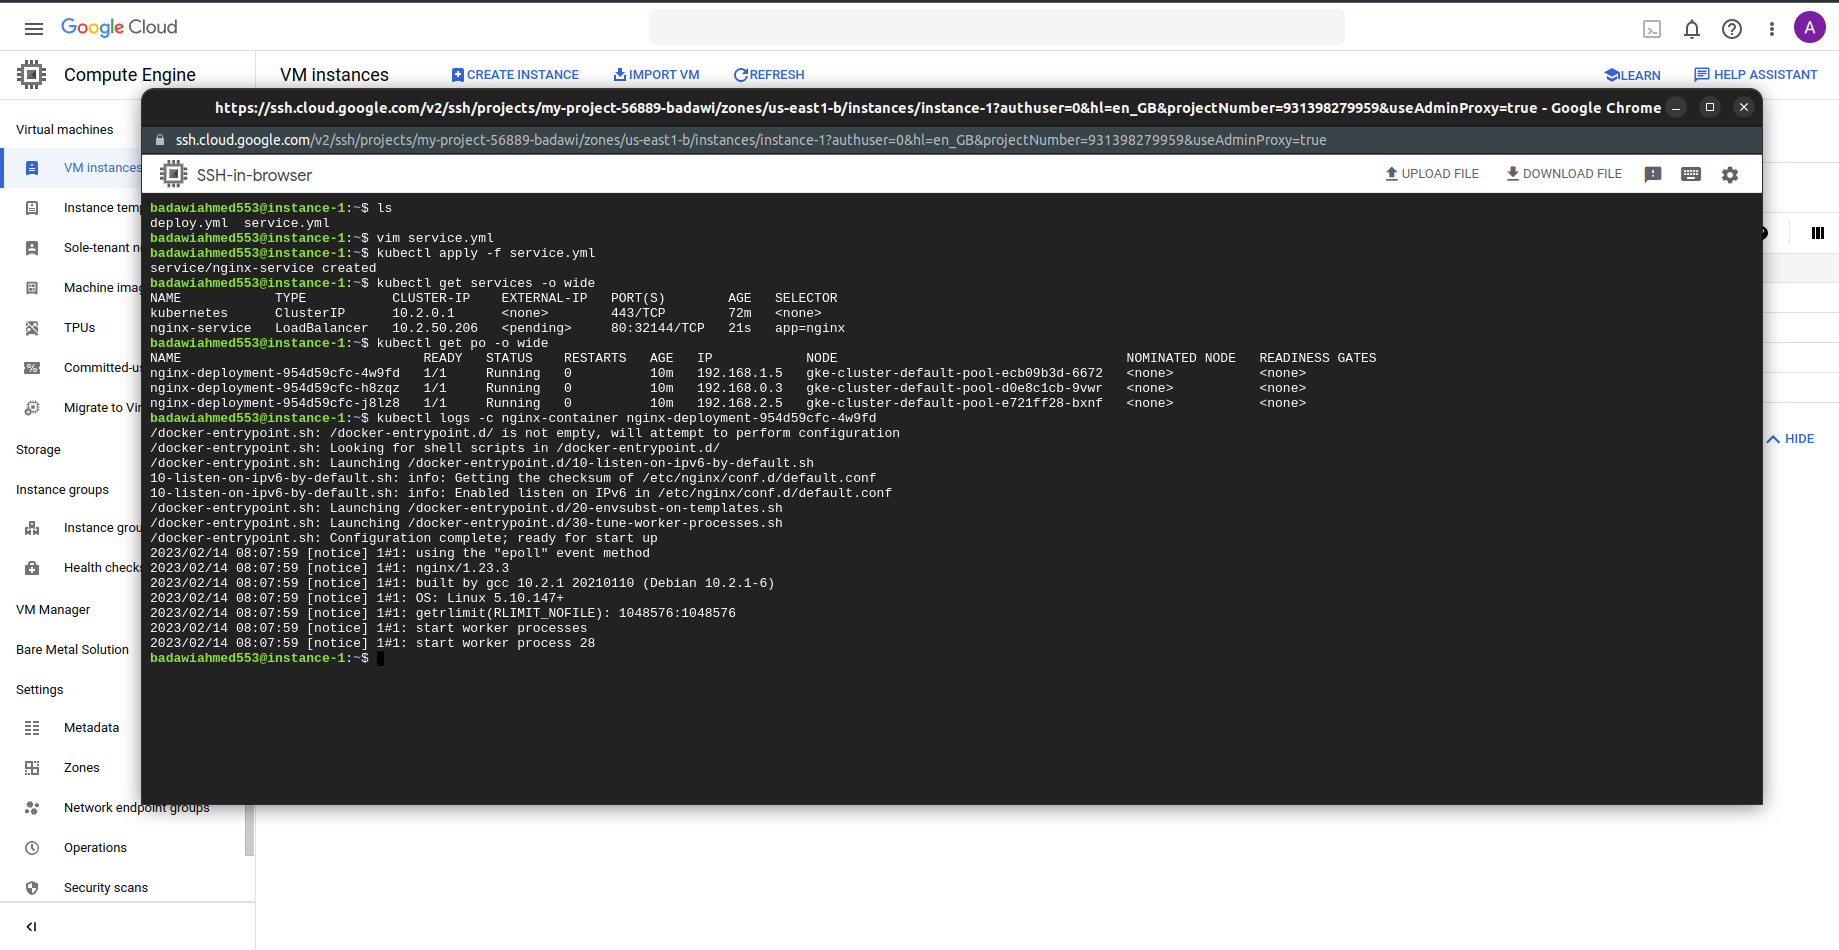 Google Cloud
A
Compute Engine
VM instances
CREATE INSTANCE
IMPORT VM
REFRESH
LEARN
HELP ASSISTANT
https://ssh.cloud.google.com/v2/ssh/projects/my-project-56889-badawi/zones/us-east1-b/instances/instance-1?authuser=0&hl=en_GB&projectNumber=931398279959&useAdminProxy=true - Google Chrome
ssh.cloud.google.com/v2/ssh/projects/my-project-56889-badawi/zones/us-east1-b/instances/instance-1?authuser=0&hl=en_GB&projectNumber=931398279959&useAdminProxy=true
SSH-in-browser
UPLOAD FILE
DOWNLOAD FILE
Virtual machines
VM instances
Instance tem
Sole-tenant n
Machine imag
TPUs
Committed-us
Migrate to Vir
Storage
Instance groups
Instance grou
Health checks
VM Manager
Bare Metal Solution
Settings
Metadata
Zones
Network endpoint groups
Operations
Security scans
badawiahmed553@instance-1:~$ ls
deploy.yml  service.yml
badawiahmed553@instance-1:~$ vim service.yml
badawiahmed553@instance-1:~$ kubectl apply -f service.yml
service/nginx-service created
badawiahmed553@instance-1:~$ kubectl get services -o wide
NAME            TYPE           CLUSTER-IP    EXTERNAL-IP   PORT(S)        AGE   SELECTOR
kubernetes      ClusterIP      10.2.0.1      <none>        443/TCP        72m   <none>
nginx-service   LoadBalancer   10.2.50.206   <pending>     80:32144/TCP   21s   app=nginx
badawiahmed553@instance-1:~$ kubectl get po -o wide
NAME                               READY   STATUS    RESTARTS   AGE   IP            NODE                                     NOMINATED NODE   READINESS GATES
nginx-deployment-954d59cfc-4w9fd   1/1     Running   0          10m   192.168.1.5   gke-cluster-default-pool-ecb09b3d-6672   <none>           <none>
nginx-deployment-954d59cfc-h8zqz   1/1     Running   0          10m   192.168.0.3   gke-cluster-default-pool-d0e8c1cb-9vwr   <none>           <none>
nginx-deployment-954d59cfc-j8lz8   1/1     Running   0          10m   192.168.2.5   gke-cluster-default-pool-e721ff28-bxnf   <none>           <none>
badawiahmed553@instance-1:~$ kubectl logs -c nginx-container nginx-deployment-954d59cfc-4w9fd
/docker-entrypoint.sh: /docker-entrypoint.d/ is not empty, will attempt to perform configuration
/docker-entrypoint.sh: Looking for shell scripts in /docker-entrypoint.d/
/docker-entrypoint.sh: Launching /docker-entrypoint.d/10-listen-on-ipv6-by-default.sh
10-listen-on-ipv6-by-default.sh: info: Getting the checksum of /etc/nginx/conf.d/default.conf
10-listen-on-ipv6-by-default.sh: info: Enabled listen on IPv6 in /etc/nginx/conf.d/default.conf
/docker-entrypoint.sh: Launching /docker-entrypoint.d/20-envsubst-on-templates.sh
/docker-entrypoint.sh: Launching /docker-entrypoint.d/30-tune-worker-processes.sh
/docker-entrypoint.sh: Configuration complete; ready for start up
2023/02/14 08:07:59 [notice] 1#1: using the "epoll" event method
2023/02/14 08:07:59 [notice] 1#1: nginx/1.23.3
2023/02/14 08:07:59 [notice] 1#1: built by gcc 10.2.1 20210110 (Debian 10.2.1-6)
2023/02/14 08:07:59 [notice] 1#1: OS: Linux 5.10.147+
2023/02/14 08:07:59 [notice] 1#1: getrlimit(RLIMIT_NOFILE): 1048576:1048576
2023/02/14 08:07:59 [notice] 1#1: start worker processes
2023/02/14 08:07:59 [notice] 1#1: start worker process 28
badawiahmed553@instance-1:~$
HIDE